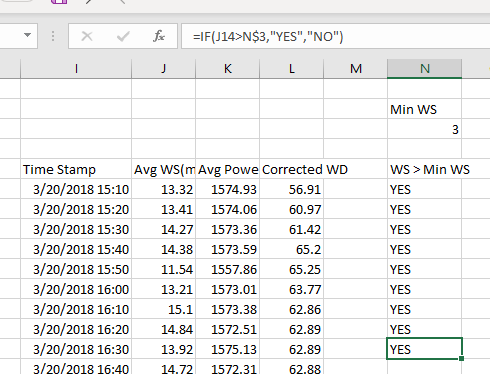 fx =IF(J14>N$3,"YES","NO")
I J K L M N
Min WS
3
Time Stamp Avg WS(m Avg Powe Corrected WD WS > Min WS
3/20/2018 15:10 13.32 1574.93 56.91 YES
3/20/2018 15:20 13.41 1574.06 60.97 YES
3/20/2018 15:30 14.27 1573.36 61.42 YES
3/20/2018 15:40 14.38 1573.59 65.2 YES
3/20/2018 15:50 11.54 1557.86 65.25 YES
3/20/2018 16:00 13.21 1573.01 63.77 YES
3/20/2018 16:10 15.1 1573.38 62.86 YES
3/20/2018 16:20 14.84 1572.51 62.89 YES
3/20/2018 16:30 13.92 1575.13 62.89 YES
3/20/2018 16:40 14.72 1572.31 62.88